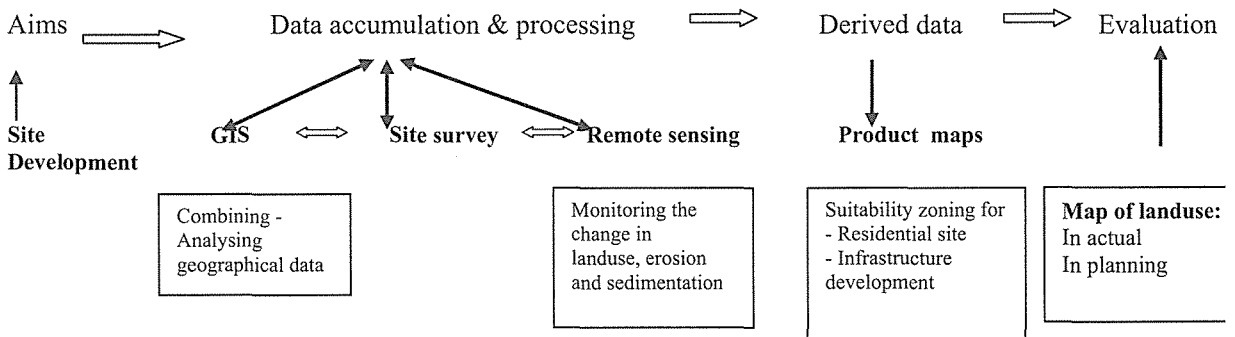 Aims
Data accumulation & processing
Derived data
Evaluation
Site
Development
GIS
Site survey
Remote sensing
Product maps
Combining -
Analysing
geographical data
Monitoring the
change in
landuse, erosion
and sedimentation
Suitability zoning for
- Residential site
- Infrastructure
development
Map of landuse:
In actual
In planning